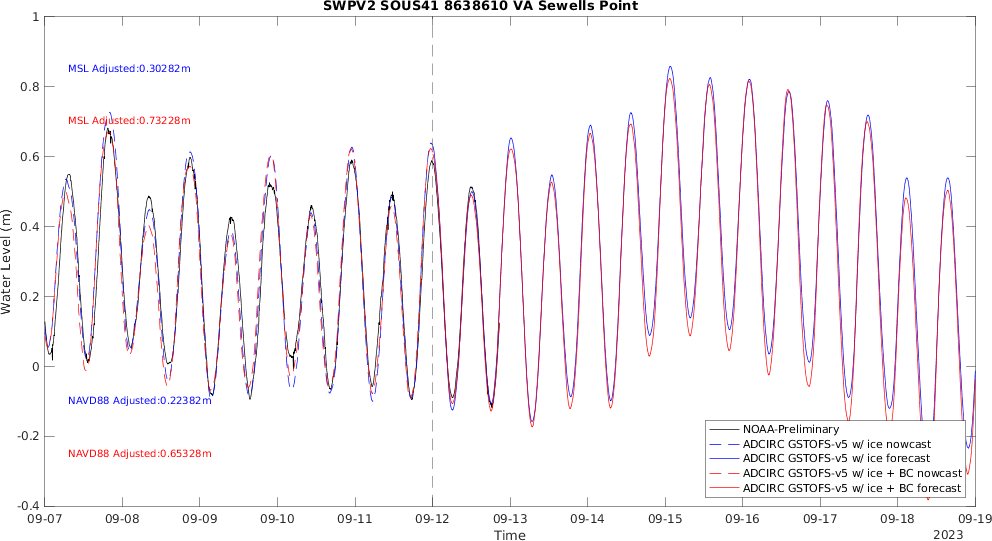 SWPV2 SOUS41 8638610 VA Sewells Point
1
0.8
0.6
0.4
0.2
0
-0.2
-0.4
Water Level (m)
MSL Adjusted:0.30282m
MSL Adjusted:0.73228m
NAVD88 Adjusted:0.22382m
NAVD88 Adjusted:0.65328m
NOAA-Preliminary
ADCIRC GSTOFS-v5 w/ ice nowcast
ADCIRC GSTOFS-v5 w/ ice forecast
ADCIRC GSTOFS-v5 w/ ice + BC nowcast
ADCIRC GSTOFS-v5 w/ ice + BC forecast
09-07 09-08 09-09 09-10 09-11 09-12 09-13 09-14 09-15 09-16 09-17 09-18 09-19
Time
2023